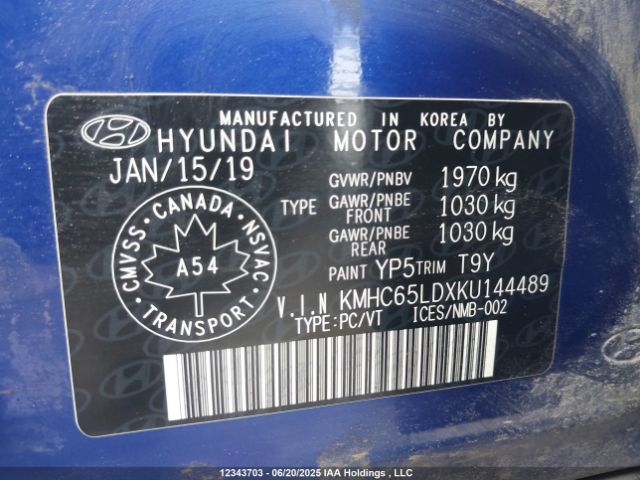 MANUFACTURED IN KOREA BY
HYUNDAI MOTOR COMPANY
JAN/15/19
GVWR/PNBV 1970 kg
TYPE GAWR/PNBE FRONT 1030 kg
GAWR/PNBE REAR 1030 kg
PAINT YP5 TRIM T9Y
CMVSS • CANADA • NSVAC • TRANSPORT •
A54
V.I.N KMHC65LDXKU144489
TYPE:PC/VT ICES/NMB-002
12343703 - 06/20/2025 IAA Holdings , LLC